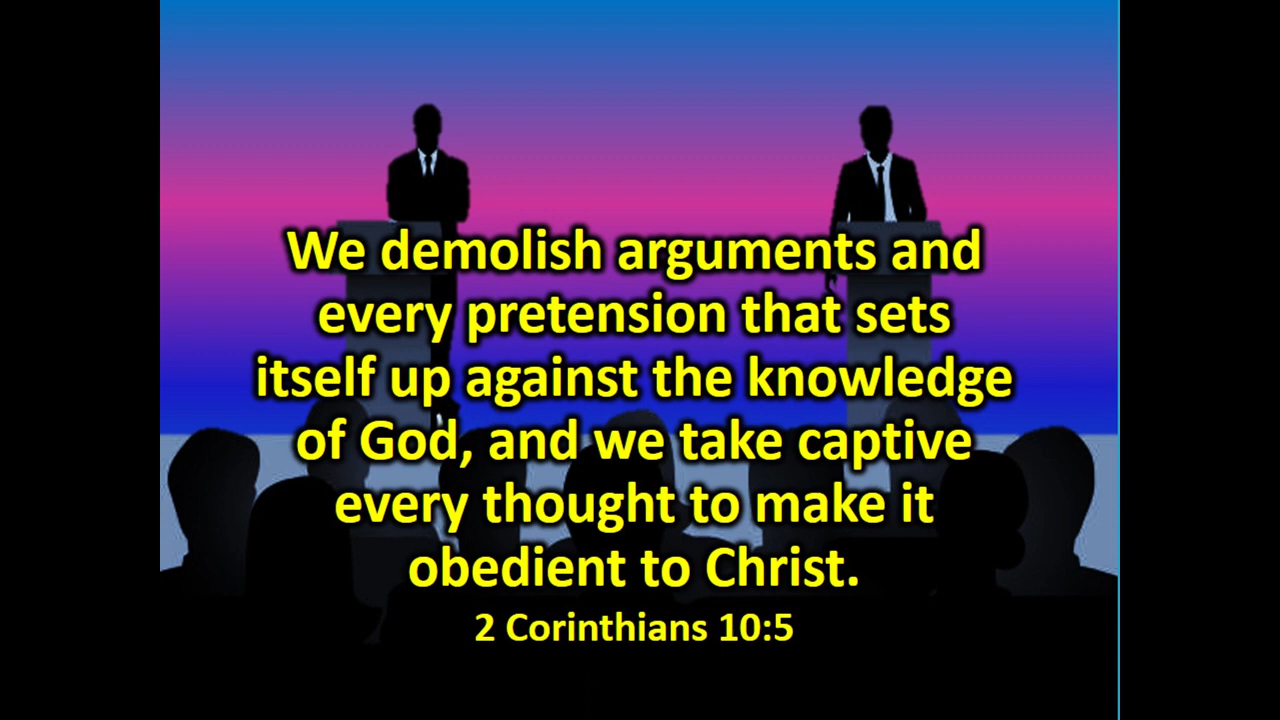 We demolish arguments and
every pretension that sets
itself up against the knowledge
of God, and we take captive
every thought to make it
obedient to Christ.
2 Corinthians 10:5